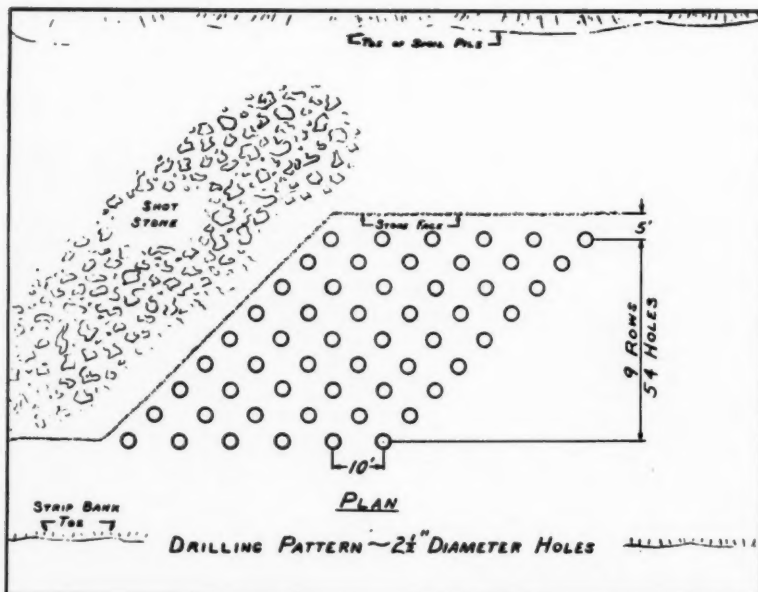 TOE OF SPOIL PILE
SHOT
STONE
STONE FACE
5'
9 ROWS
54 HOLES
10'
PLAN
STRIP BANK
TOE
DRILLING PATTERN ~ 2½" DIAMETER HOLES